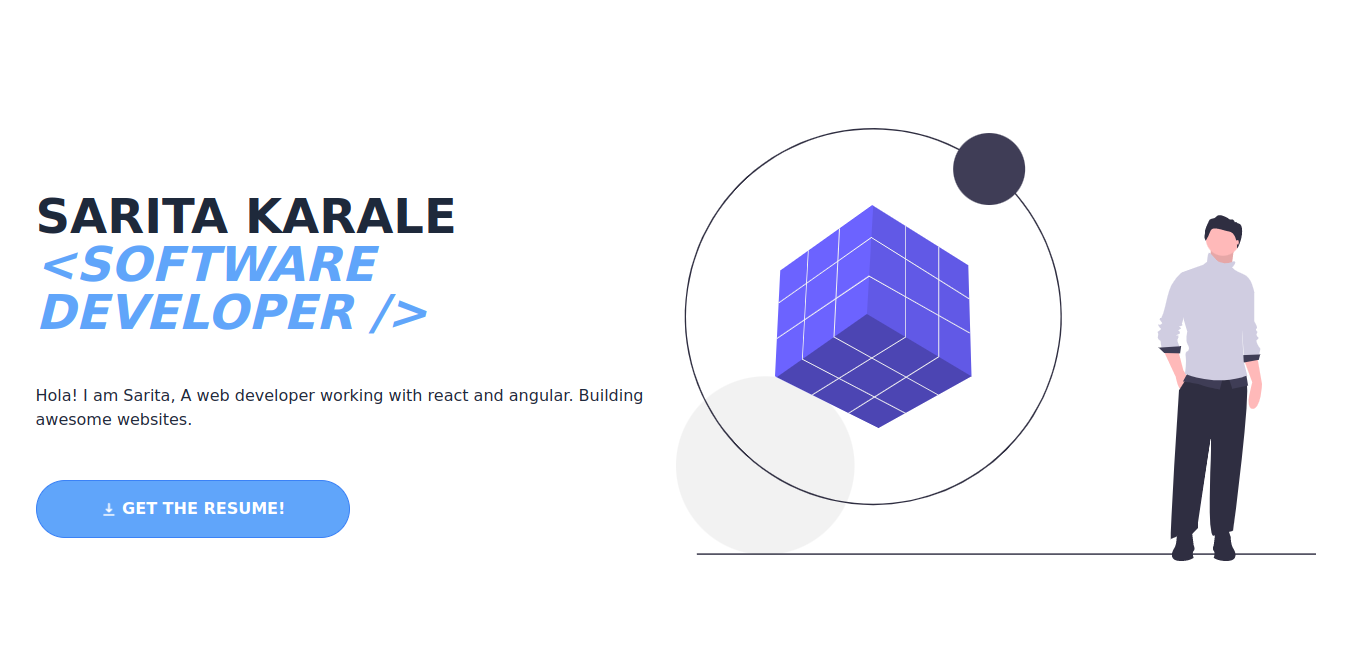 SARITA KARALE
<SOFTWARE
DEVELOPER />
Hola! I am Sarita, A web developer working with react and angular. Building
awesome websites.
GET THE RESUME!